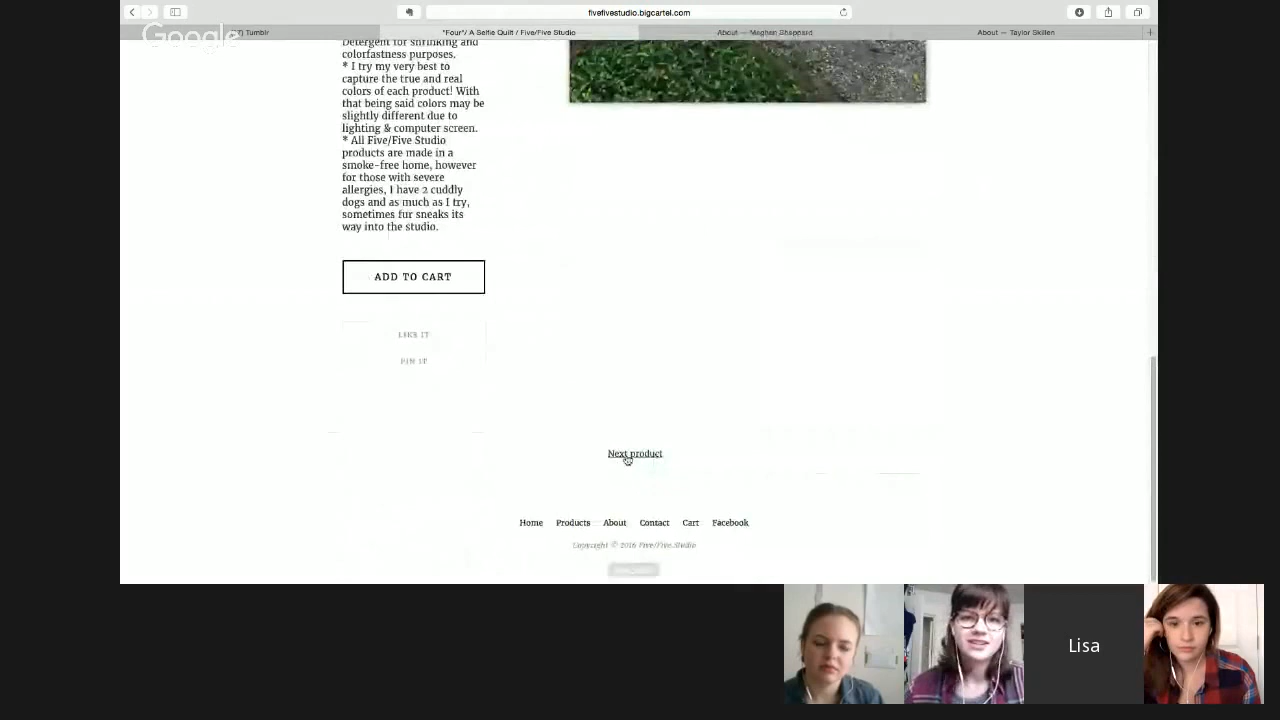 fivefivestudio.bigcartel.com
Google
Tumblr
"Four"/ A Selfie Quilt / Five/Five Studio
About — Meghan Sheppard
About — Taylor Skillen
Detergent for shrinking and
colorfastness purposes.
* I try my very best to
capture the true and real
colors of each product! With
that being said colors may be
slightly different due to
lighting & computer screen.
* All Five/Five Studio
products are made in a
smoke-free home, however
for those with severe
allergies, I have 2 cuddly
dogs and as much as I try,
sometimes fur sneaks its
way into the studio.
ADD TO CART
LIKE IT
PIN IT
Next product
Home Products About Contact Cart Facebook
Copyright © 2016 Five/Five Studio
Lisa